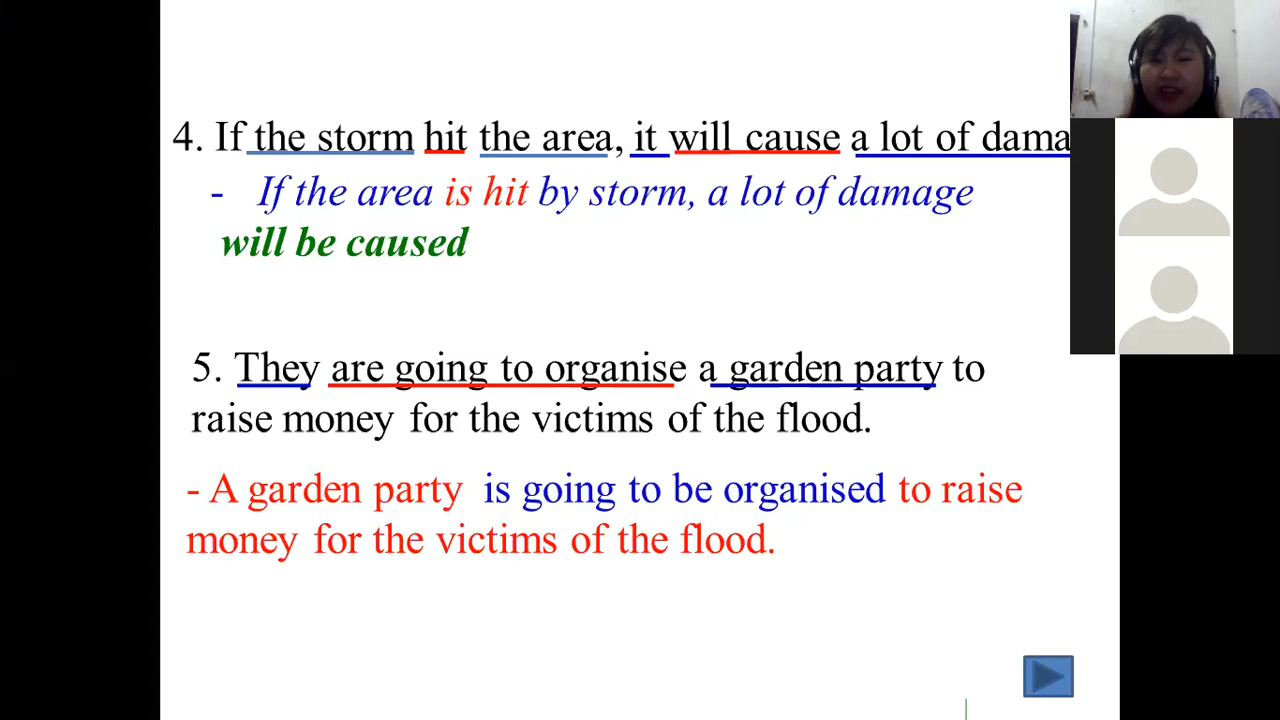 4. If the storm hit the area, it will cause a lot of dama
- If the area is hit by storm, a lot of damage
will be caused
5. They are going to organise a garden party to
raise money for the victims of the flood.
- A garden party is going to be organised to raise
money for the victims of the flood.